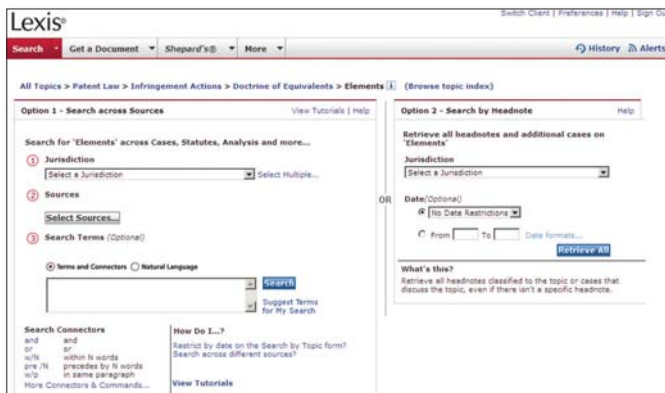 Switch Client | Preferences | Help | Sign Ou
Lexis®
Search Get a Document Shepard's® More History Alerts
All Topics > Patent Law > Infringement Actions > Doctrine of Equivalents > Elements i (Browse topic index)
Option 1 - Search across Sources View Tutorials | Help
Search for 'Elements' across Cases, Statutes, Analysis and more...
1 Jurisdiction
Select a Jurisdiction Select Multiple...
2 Sources
Select Sources...
3 Search Terms (Optional)
Terms and Connectors Natural Language
Search
Suggest Terms
for My Search
Search Connectors
and and
or or
w/N within N words
pre /N precedes by N words
w/p in same paragraph
More Connectors & Commands...
How Do I...?
Restrict by date on the Search by Topic form?
Search across different sources?
View Tutorials
OR
Option 2 - Search by Headnote Help
Retrieve all headnotes and additional cases on
'Elements'
Jurisdiction
Select a Jurisdiction
Date(Optional)
No Date Restrictions
From To Date formats...
Retrieve All
What's this?
Retrieve all headnotes classified to the topic or cases that
discuss the topic, even if there isn't a specific headnote.